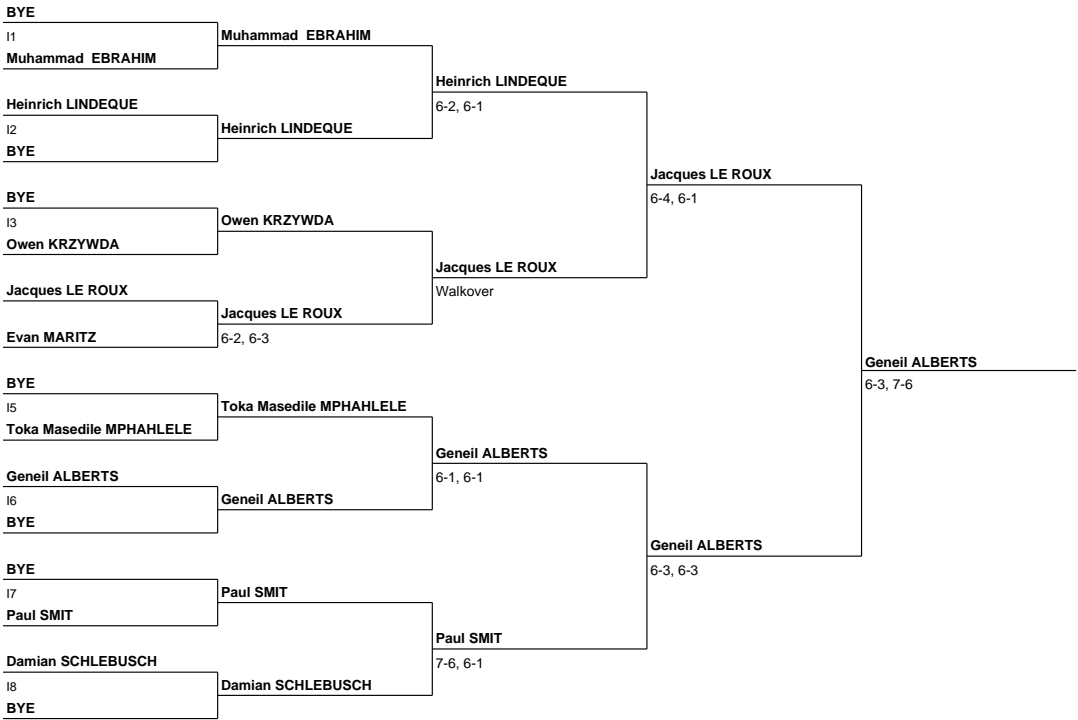 BYE
I1
Muhammad EBRAHIM
Heinrich LINDEQUE
I2
BYE
BYE
I3
Owen KRZYWDA
Jacques LE ROUX
Evan MARITZ
BYE
I5
Toka Masedile MPHAHLELE
Geneil ALBERTS
I6
BYE
BYE
I7
Paul SMIT
Damian SCHLEBUSCH
I8
BYE
Muhammad EBRAHIM
Heinrich LINDEQUE
Owen KRZYWDA
Jacques LE ROUX
6-2, 6-3
Toka Masedile MPHAHLELE
Geneil ALBERTS
Paul SMIT
Damian SCHLEBUSCH
Heinrich LINDEQUE
6-2, 6-1
Jacques LE ROUX
Walkover
Geneil ALBERTS
6-1, 6-1
Paul SMIT
7-6, 6-1
Jacques LE ROUX
6-4, 6-1
Geneil ALBERTS
6-3, 6-3
Geneil ALBERTS
6-3, 7-6